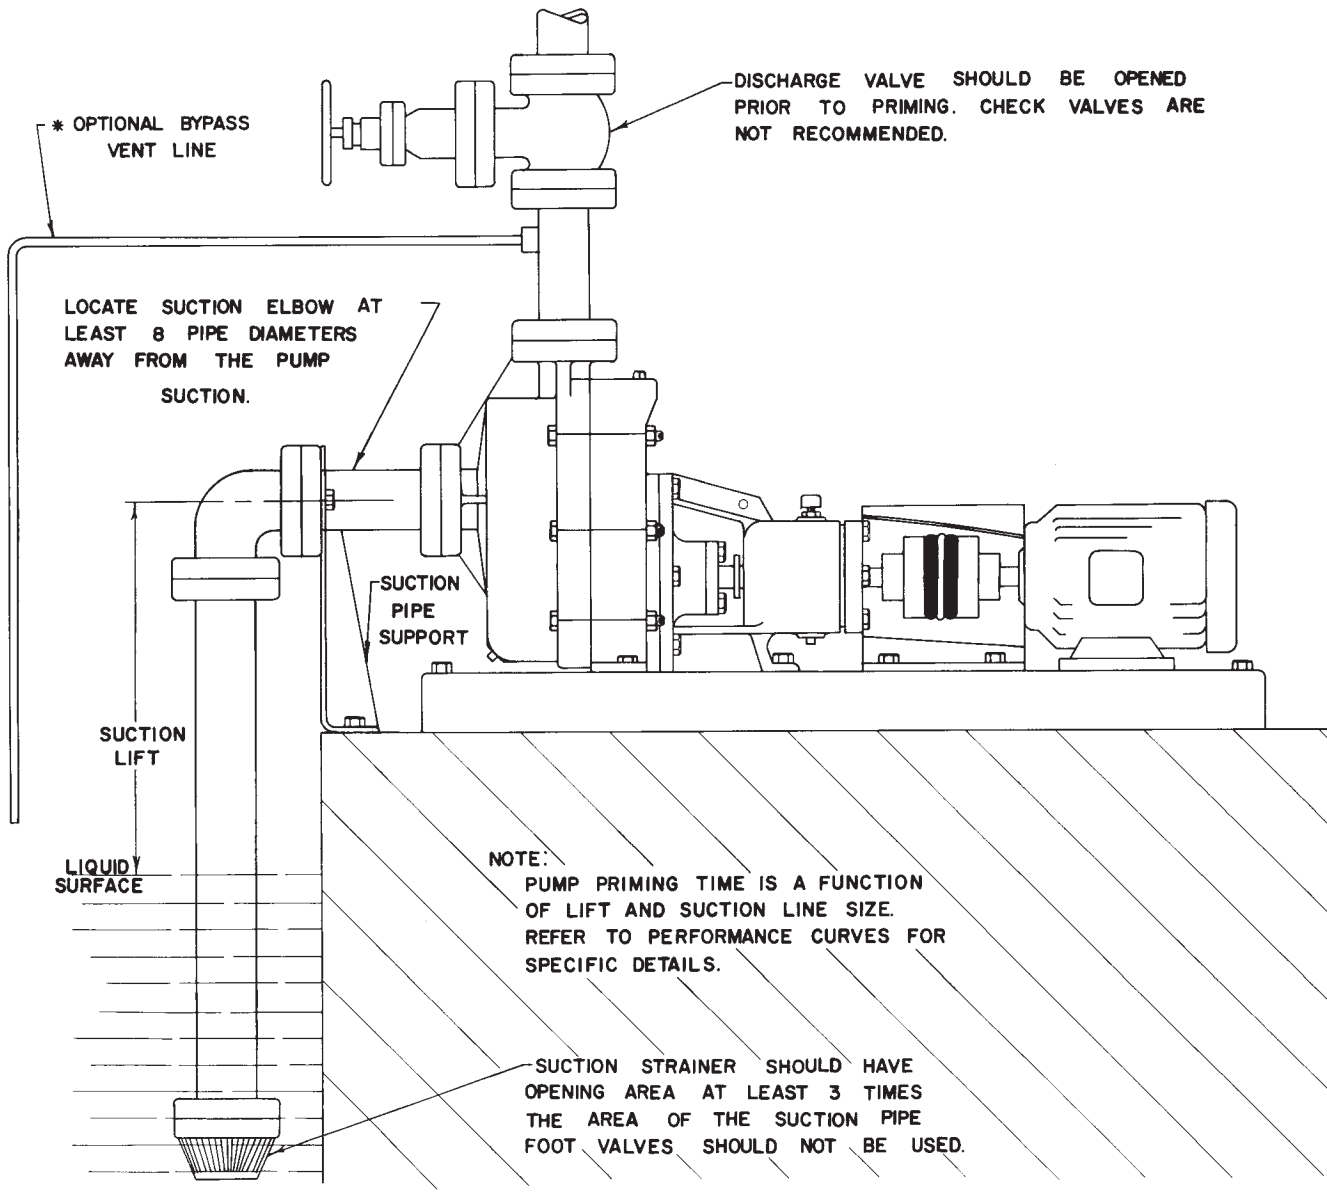 DISCHARGE VALVE SHOULD BE OPENED
PRIOR TO PRIMING. CHECK VALVES ARE
NOT RECOMMENDED.
* OPTIONAL BYPASS
VENT LINE
LOCATE SUCTION ELBOW AT
LEAST 8 PIPE DIAMETERS
AWAY FROM THE PUMP
SUCTION.
SUCTION
PIPE
SUPPORT
SUCTION
LIFT
LIQUID
SURFACE
NOTE:
PUMP PRIMING TIME IS A FUNCTION
OF LIFT AND SUCTION LINE SIZE.
REFER TO PERFORMANCE CURVES FOR
SPECIFIC DETAILS.
SUCTION STRAINER SHOULD HAVE
OPENING AREA AT LEAST 3 TIMES
THE AREA OF THE SUCTION PIPE
FOOT VALVES SHOULD NOT BE USED.